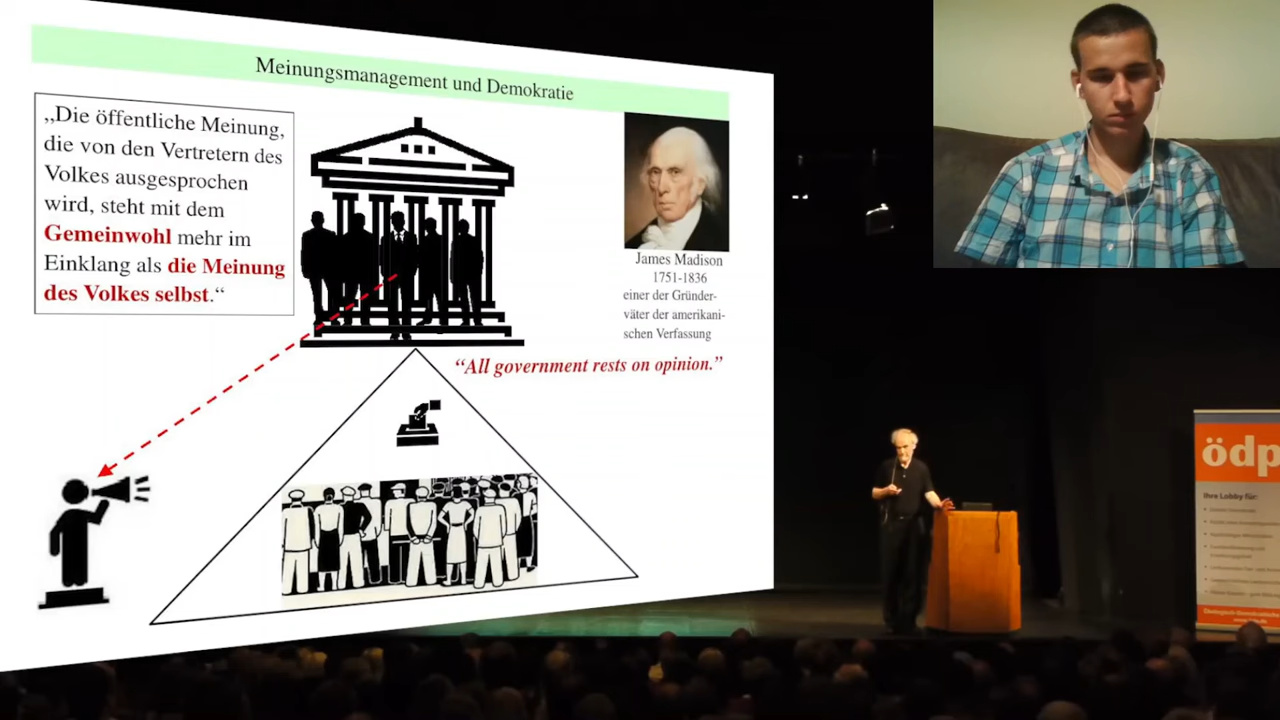 Meinungsmanagement und Demokratie
„Die öffentliche Meinung,
die von den Vertretern des
Volkes ausgesprochen
wird, steht mit dem
Gemeinwohl mehr im
Einklang als die Meinung
des Volkes selbst.“
James Madison
1751-1836
einer der Gründer-
väter der amerikani-
schen Verfassung
“All government rests on opinion.”
ödp
Ihre Lobby für: